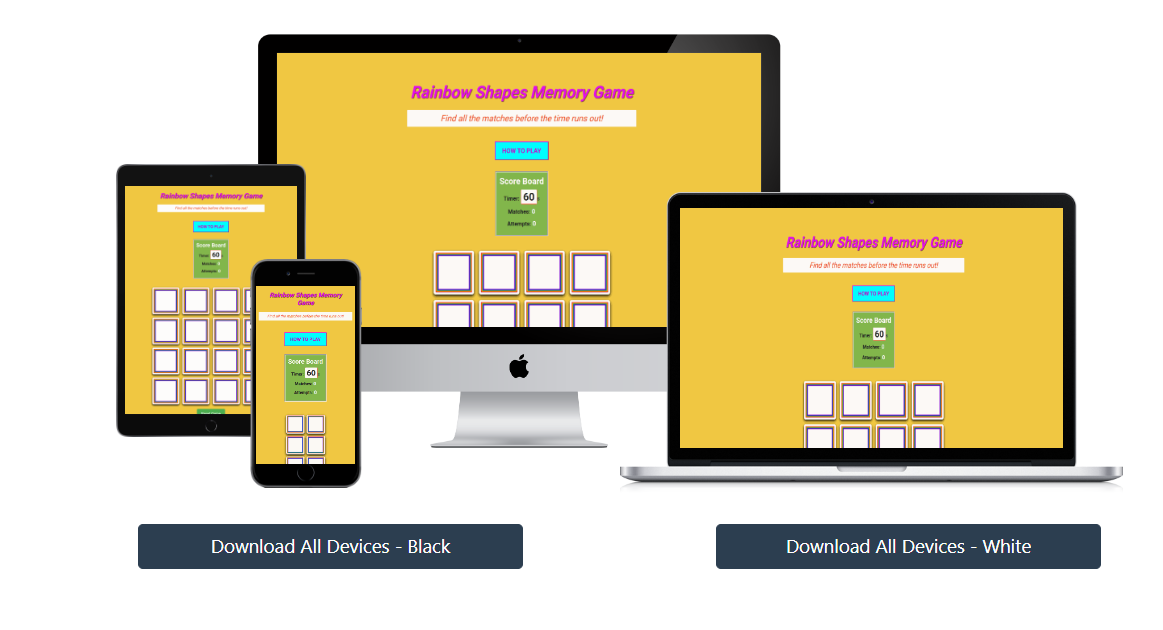 Rainbow Shapes Memory Game
Find all the matches before the time runs out!
HOW TO PLAY
Score Board
Timer: 60s
Matches: 0
Attempts: 0
Rainbow Shapes Memory Game
Find all the matches before the time runs out!
HOW TO PLAY
Score Board
Timer: 60s
Matches: 0
Attempts: 0
Rainbow Shapes Memory
Game
Find all the matches before the time runs out!
HOW TO PLAY
Score Board
Timer: 60s
Matches: 0
Attempts: 0
Rainbow Shapes Memory Game
Find all the matches before the time runs out!
HOW TO PLAY
Score Board
Timer: 60s
Matches: 0
Attempts: 0
Download All Devices - Black
Download All Devices - White